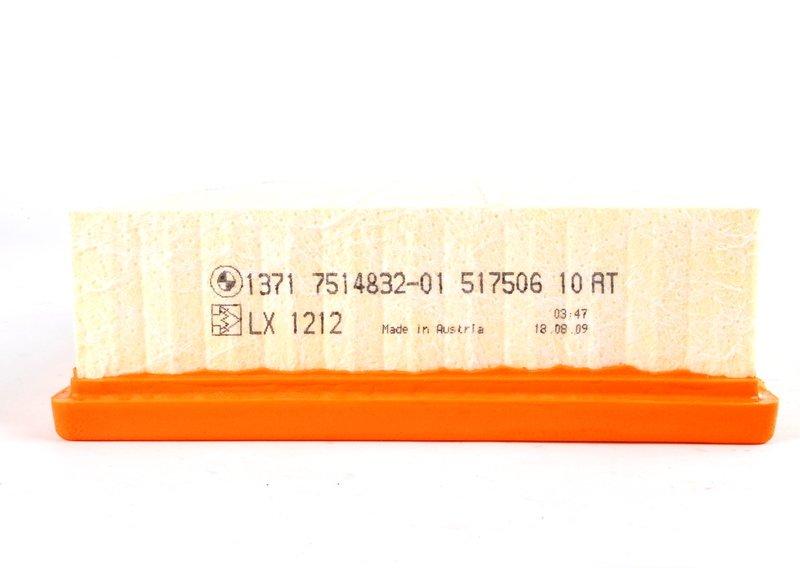 1371 7514832-01 517506 10 AT
LX 1212 Made in Austria 03:47
18.08.09